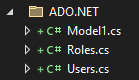 ADO.NET
+ C# Model1.cs
+ C# Roles.cs
+ C# Users.cs